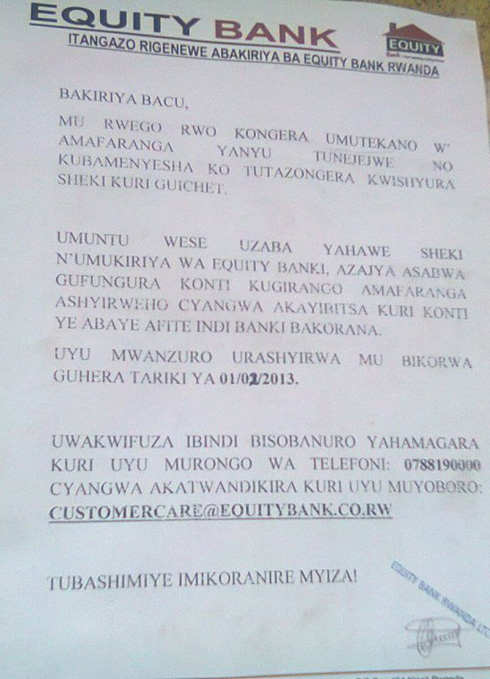 EQUITY BANK
EQUITY
Bank
ITANGAZO RIGENEWE ABAKIRIYA BA EQUITY BANK RWANDA
BAKIRIYA BACU,
MU RWEGO RWO KONGERA UMUTEKANO W'
AMAFARANGA YANYU TUNEJEJWE NO
KUBAMENYESHA KO TUTAZONGERA KWISHYURA
SHEKI KURI GUICHET.
UMUNTU WESE UZABA YAHAWE SHEKI
N'UMUKIRIYA WA EQUITY BANKI, AZAJYA ASABWA
GUFUNGURA KONTI KUGIRANGO AMAFARANGA
ASHYIRWEHO CYANGWA AKAYIBITSA KURI KONTI
YE ABAYE AFITE INDI BANKI BAKORANA.
UYU MWANZURO URASHYIRWA MU BIKORWA
GUHERA TARIKI YA 01/02/2013.
UWAKWIFUZA IBINDI BISOBANURO YAHAMAGARA
KURI UYU MURONGO WA TELEFONI: 0788190000
CYANGWA AKATWANDIKIRA KURI UYU MUYOBORO:
CUSTOMERCARE@EQUITYBANK.CO.RW
TUBASHIMIYE IMIKORANIRE MYIZA!
EQUITY BANK RWANDA LTD